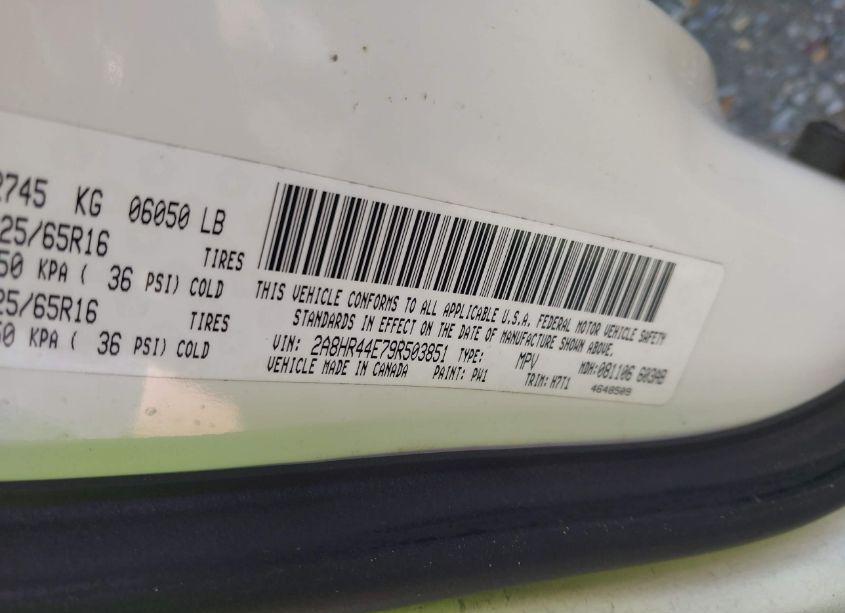 2745 KG 06050 LB
25/65R16 TIRES
50 KPA ( 36 PSI) COLD
25/65R16 TIRES
50 KPA ( 36 PSI) COLD
THIS VEHICLE CONFORMS TO ALL APPLICABLE U.S.A. FEDERAL MOTOR VEHICLE SAFETY
STANDARDS IN EFFECT ON THE DATE OF MANUFACTURE SHOWN ABOVE.
VIN: 2A8HR44E79R503851 TYPE: MPV MDH:081106 603AB
VEHICLE MADE IN CANADA PAINT: PW1 TRIM: H7T1 4648509